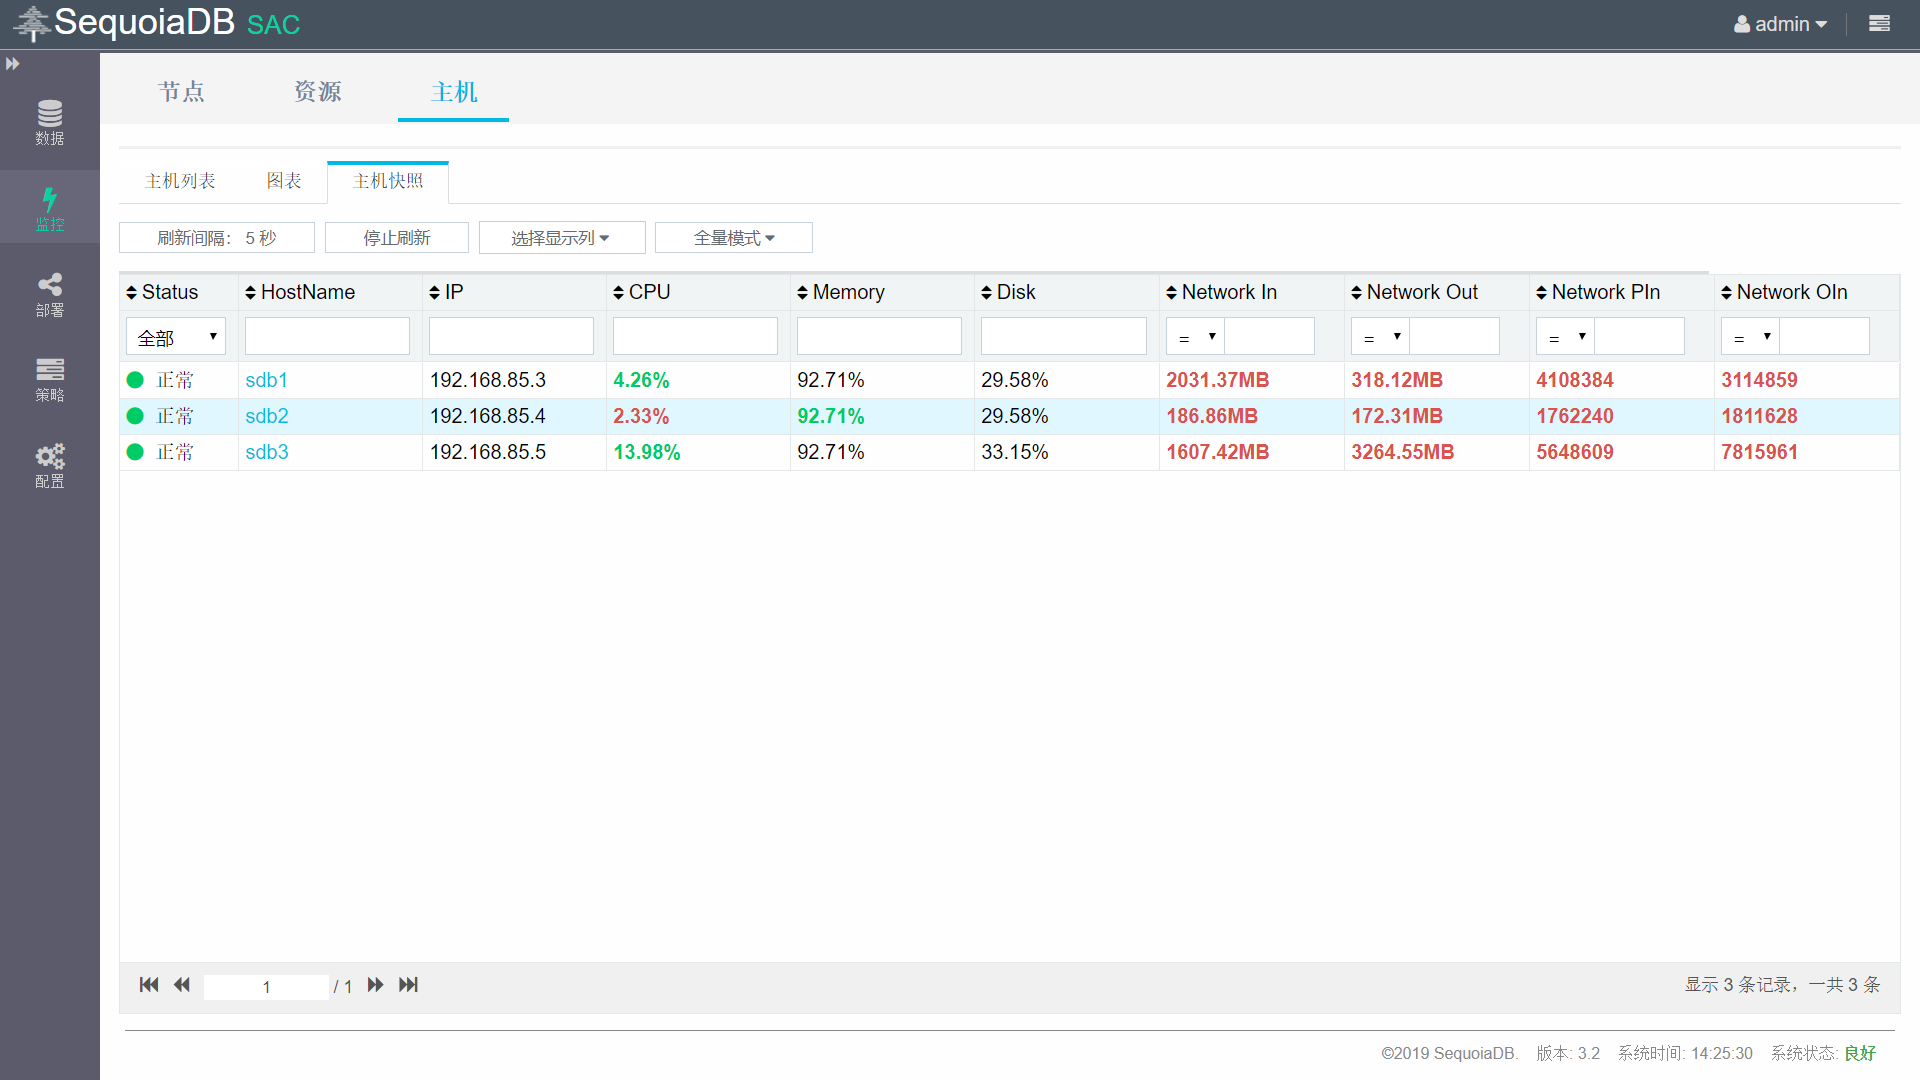 SequoiaDB SAC
admin
数据
监控
部署
策略
配置
节点 资源 主机
主机列表 图表 主机快照
刷新间隔: 5 秒 停止刷新 选择显示列 全量模式
Status HostName IP CPU Memory Disk Network In Network Out Network PIn Network OIn
全部 = = = =
正常 sdb1 192.168.85.3 4.26% 92.71% 29.58% 2031.37MB 318.12MB 4108384 3114859
正常 sdb2 192.168.85.4 2.33% 92.71% 29.58% 186.86MB 172.31MB 1762240 1811628
正常 sdb3 192.168.85.5 13.98% 92.71% 33.15% 1607.42MB 3264.55MB 5648609 7815961
1 / 1
显示 3 条记录，一共 3 条
©2019 SequoiaDB. 版本: 3.2 系统时间: 14:25:30 系统状态: 良好